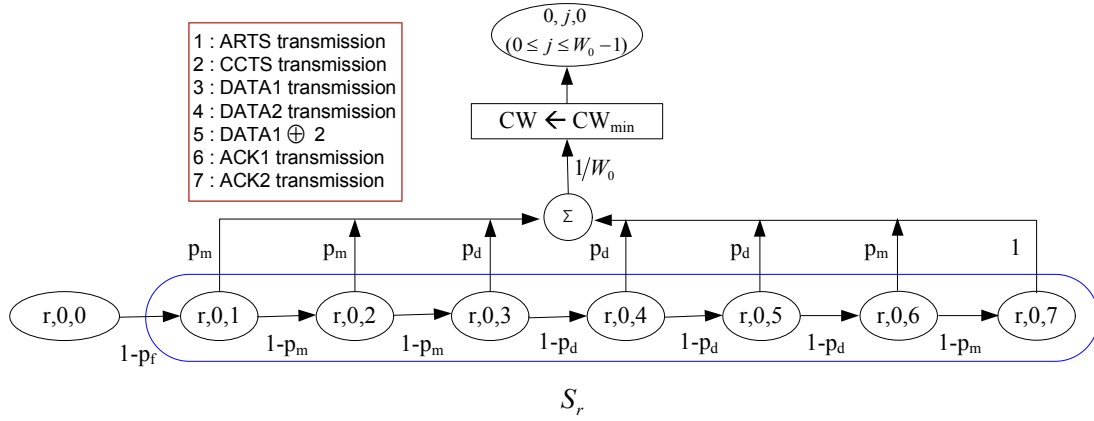 0, j,0
(0 ≤ j ≤ W₀ −1)
1 : ARTS transmission
2 : CCTS transmission
3 : DATA1 transmission
4 : DATA2 transmission
5 : DATA1 ⊕ 2
6 : ACK1 transmission
7 : ACK2 transmission
CW ← CWmin
1/W₀
Σ
pm pm pd pd pd pm 1
r,0,0 r,0,1 r,0,2 r,0,3 r,0,4 r,0,5 r,0,6 r,0,7
1-pf 1-pm 1-pm 1-pd 1-pd 1-pd 1-pm
Sr